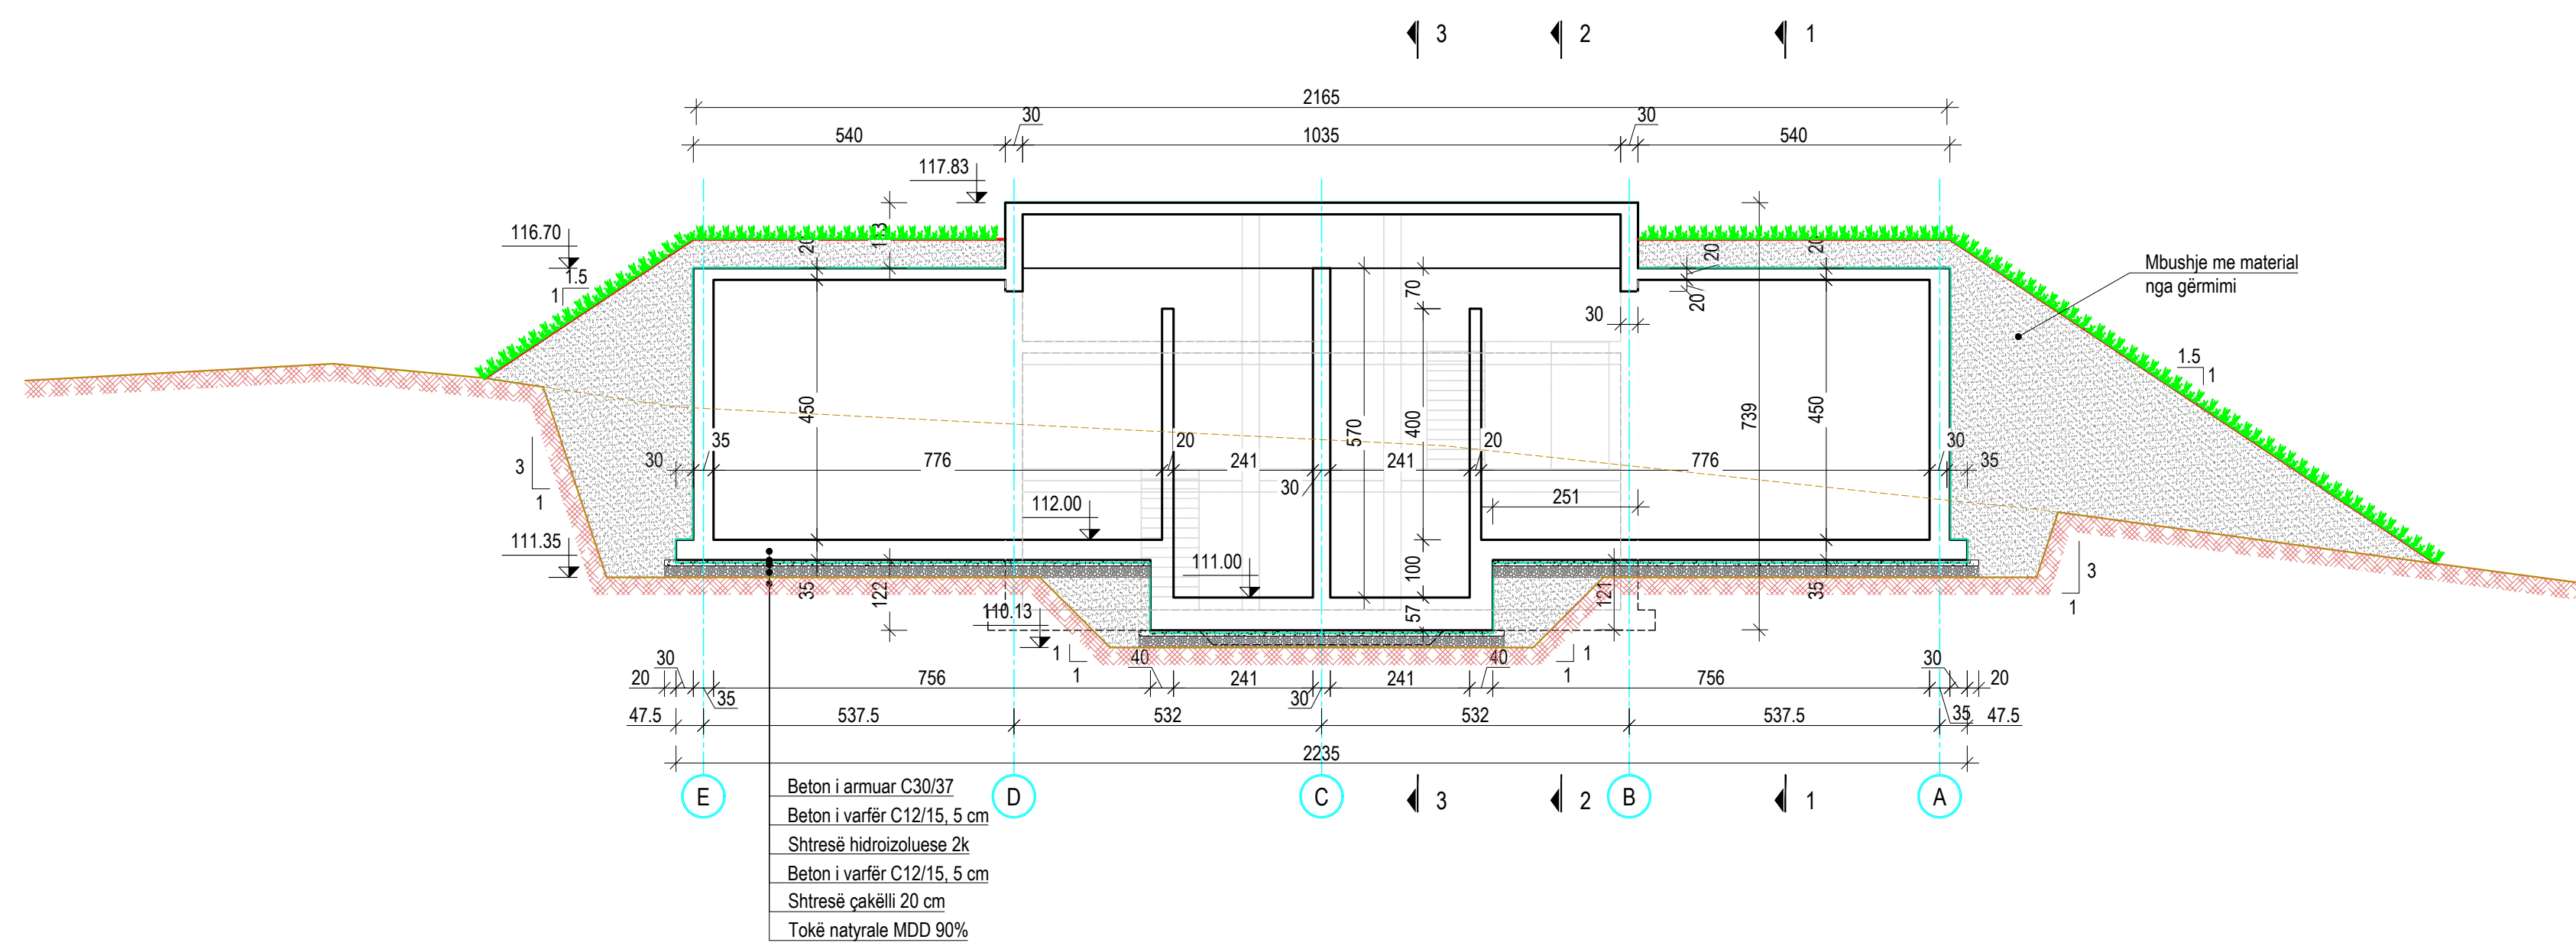 3 2 1
2165
30 30
540 1035 540
117.83
116.70
113
20 20 20
1.5
1
70
20
30
Mbushje me material
nga gërmimi
1.5
1
450 570 400 739 450
35 20 20 30
30 776 241 241 776 35
30
3
1
251
112.00
111.35
111.00
100
35 122 57 121 35
110.13
3
1
1
1
1
1
30 40 40 30
20 756 241 241 756 20
35 30 35
47.5 537.5 532 532 537.5 47.5
2235
E D C B A
3 2 1
Beton i armuar C30/37
Beton i varfër C12/15, 5 cm
Shtresë hidroizoluese 2k
Beton i varfër C12/15, 5 cm
Shtresë çakëlli 20 cm
Tokë natyrale MDD 90%